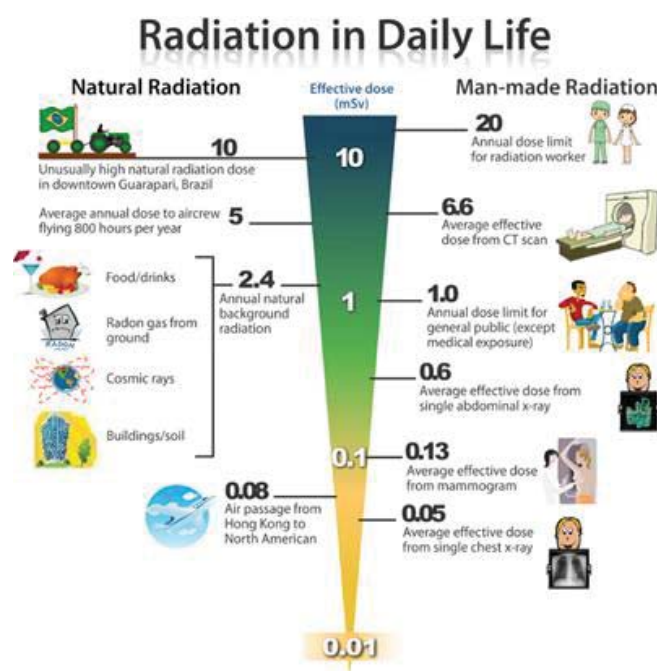 Radiation in Daily Life
Natural Radiation
Effective dose
(mSv)
Man-made Radiation
10
Unusually high natural radiation dose
in downtown Guarapari, Brazil
Average annual dose to aircrew
flying 800 hours per year
5
Food/drinks
Radon gas from
ground
RADON
Cosmic rays
Buildings/soil
2.4
Annual natural
background
radiation
0.08
Air passage from
Hong Kong to
North American
10
1
0.1
0.01
20
Annual dose limit
for radiation worker
6.6
Average effective
dose from CT scan
1.0
Annual dose limit for
general public (except
medical exposure)
0.6
Average effective dose from
single abdominal x-ray
0.13
Average effective dose
from mammogram
0.05
Average effective dose
from single chest x-ray